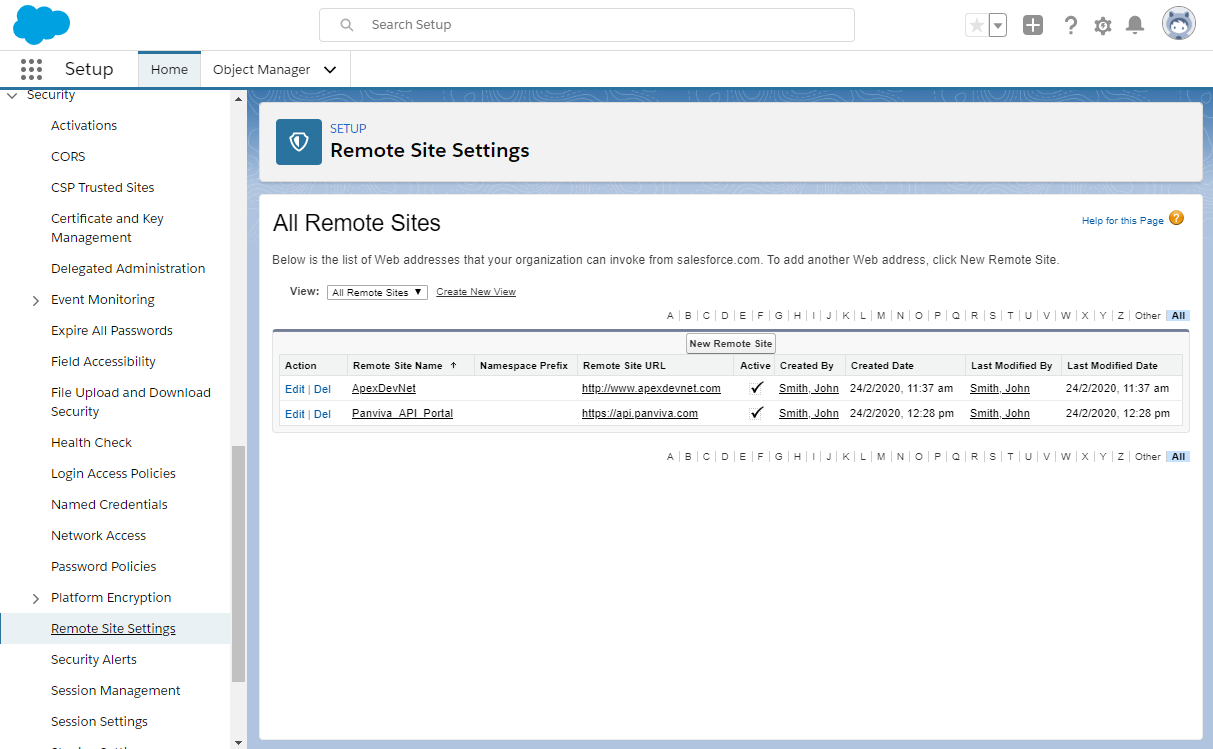 Search Setup
Setup
Home
Object Manager
Security
Activations
CORS
CSP Trusted Sites
Certificate and Key
Management
Delegated Administration
Event Monitoring
Expire All Passwords
Field Accessibility
File Upload and Download
Security
Health Check
Login Access Policies
Named Credentials
Network Access
Password Policies
Platform Encryption
Remote Site Settings
Security Alerts
Session Management
Session Settings
SETUP
Remote Site Settings
All Remote Sites
Help for this Page ?
Below is the list of Web addresses that your organization can invoke from salesforce.com. To add another Web address, click New Remote Site.
View: All Remote Sites ▼ Create New View
A | B | C | D | E | F | G | H | I | J | K | L | M | N | O | P | Q | R | S | T | U | V | W | X | Y | Z | Other | All
New Remote Site
Action Remote Site Name ↑ Namespace Prefix Remote Site URL Active Created By Created Date Last Modified By Last Modified Date
Edit | Del ApexDevNet http://www.apexdevnet.com ✓ Smith, John 24/2/2020, 11:37 am Smith, John 24/2/2020, 11:37 am
Edit | Del Panviva_API_Portal https://api.panviva.com ✓ Smith, John 24/2/2020, 12:28 pm Smith, John 24/2/2020, 12:28 pm
A | B | C | D | E | F | G | H | I | J | K | L | M | N | O | P | Q | R | S | T | U | V | W | X | Y | Z | Other | All